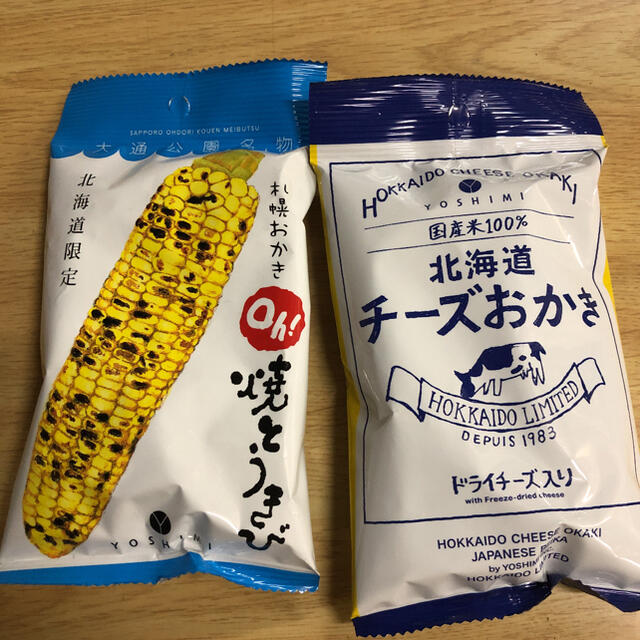 SAPPORO OHDORI KOUEN MEIBUTSU
大通公園名物
北海道限定
札幌おかき
Oh!
焼とうきび
YOSHIMI
HOKKAIDO CHEESE OKAKI
YOSHIMI
国産米100%
北海道
チーズおかき
HOKKAIDO LIMITED
DEPUIS 1983
ドライチーズ入り
with Freeze-dried cheese
HOKKAIDO CHEESE OKAKI
JAPANESE
by YOSHIMI
HOKKAIDO LIMITED